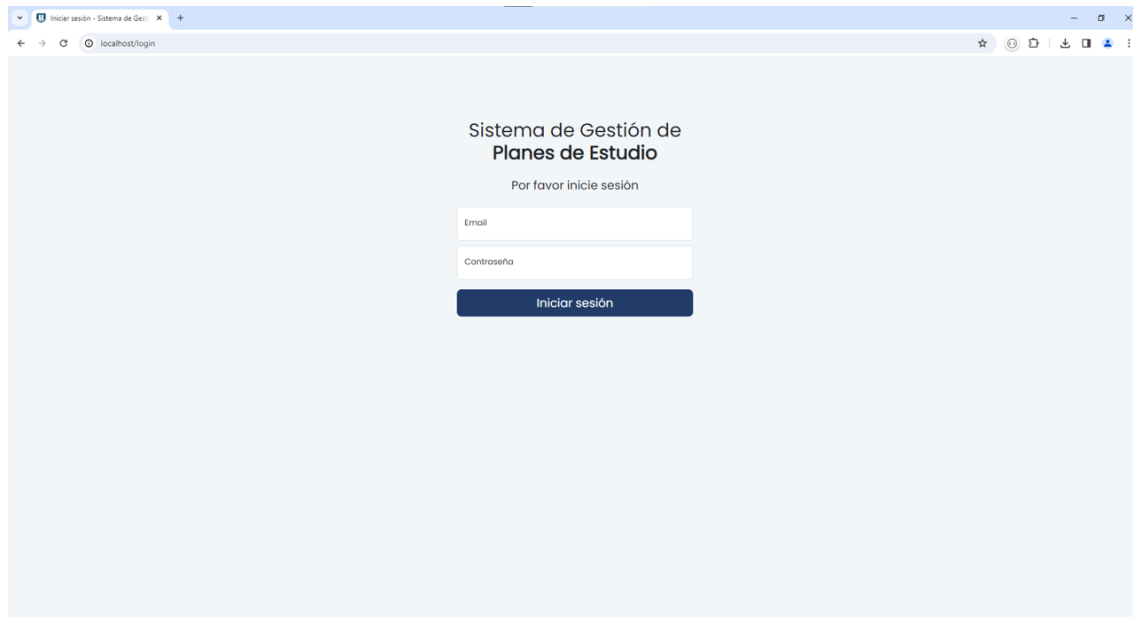 Iniciar sesión - Sistema de Gesti
localhost/login
Sistema de Gestión de
Planes de Estudio
Por favor inicie sesión
Email
Contraseña
Iniciar sesión